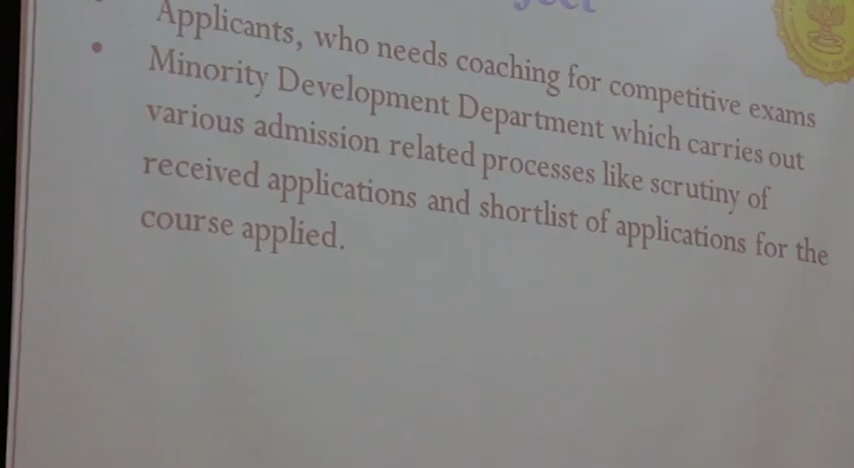 Applicants, who needs coaching for competitive exams
• Minority Development Department which carries out
various admission related processes like scrutiny of
received applications and shortlist of applications for the
course applied.